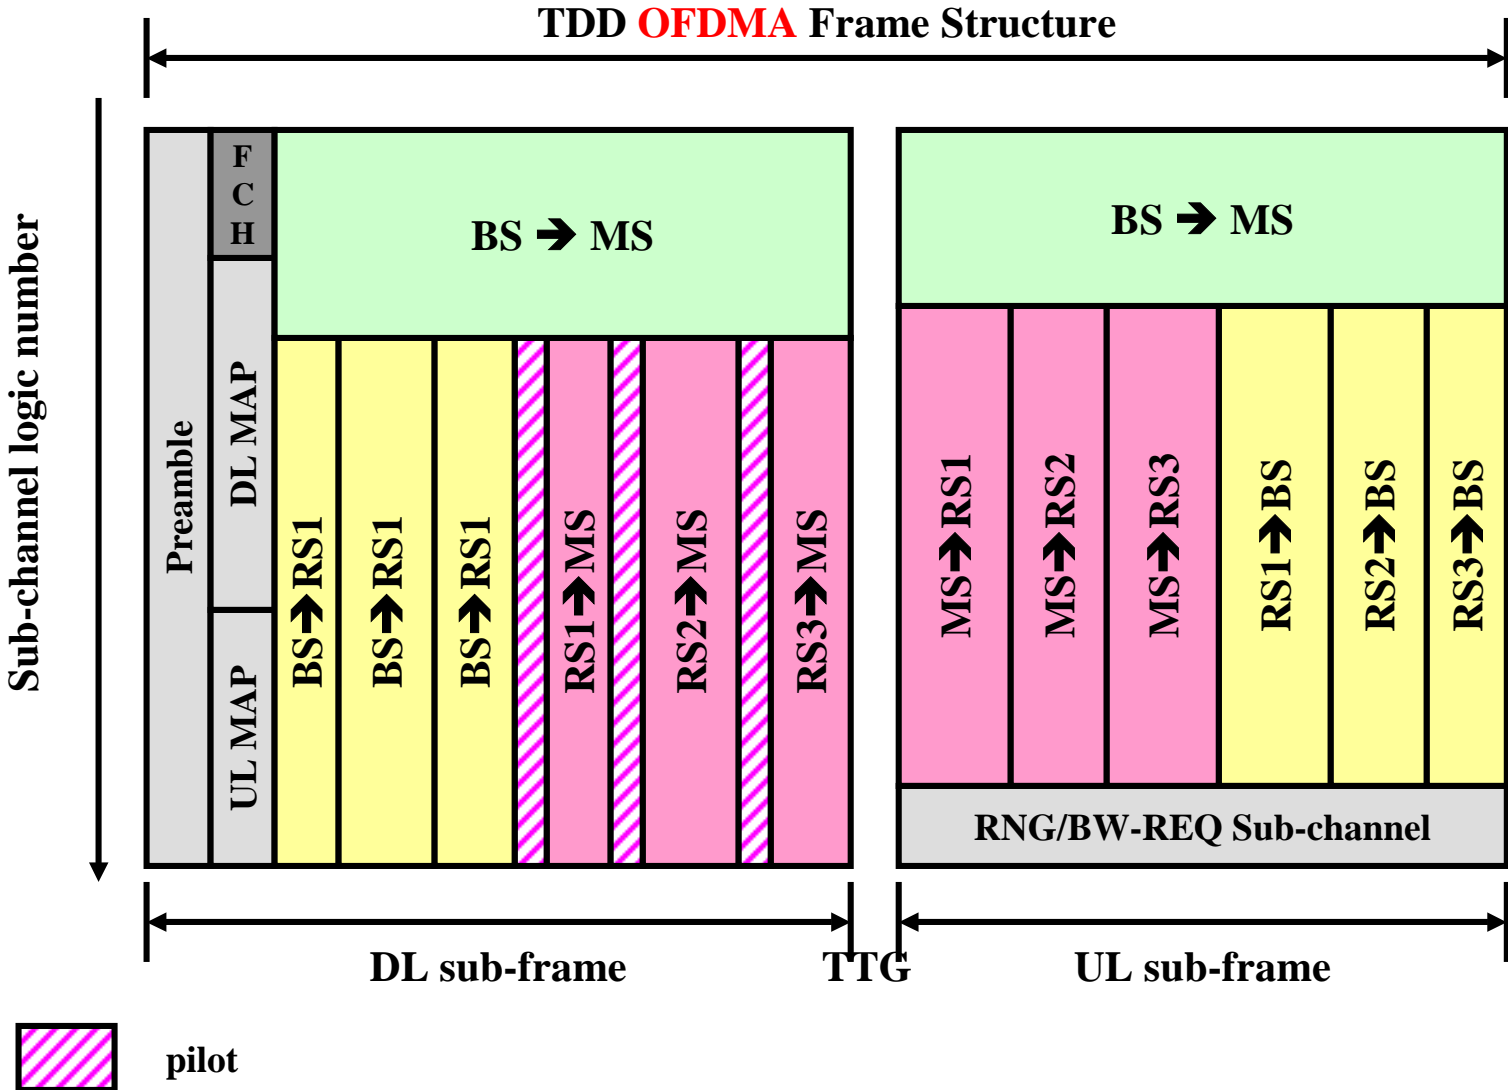 TDD OFDMA Frame Structure
Sub-channel logic number
Preamble
F
C
H
DL MAP
UL MAP
BS ➔ MS
BS➔RS1
BS➔RS1
BS➔RS1
RS1➔MS
RS2➔MS
RS3➔MS
BS ➔ MS
MS➔RS1
MS➔RS2
MS➔RS3
RS1➔BS
RS2➔BS
RS3➔BS
RNG/BW-REQ Sub-channel
DL sub-frame
TTG
UL sub-frame
pilot